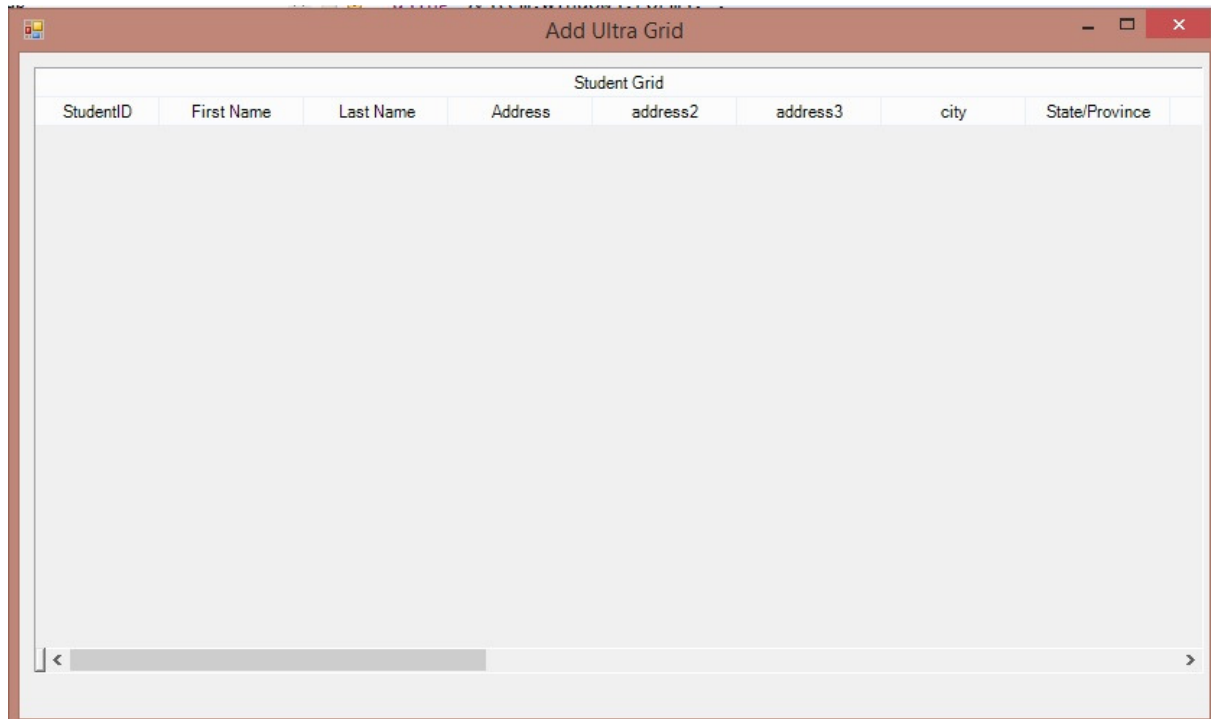 Add Ultra Grid
Student Grid
StudentID First Name Last Name Address address2 address3 city State/Province